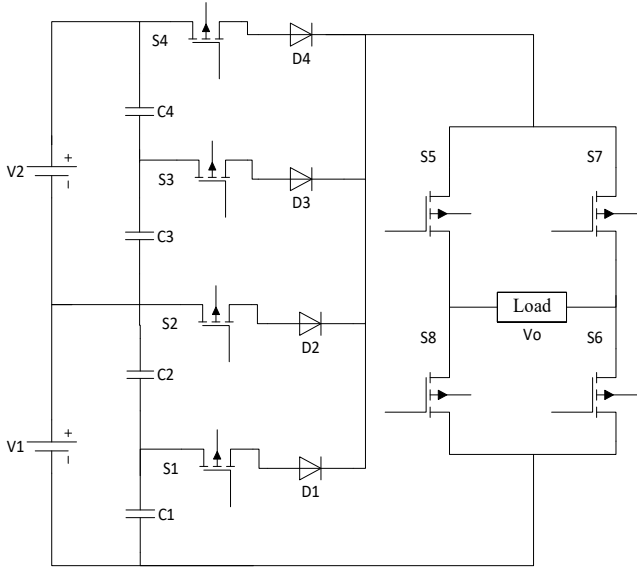 S4
D4
C4
V2
+
–
S3
D3
C3
S5
S7
S2
D2
C2
Load
Vo
S8
S6
V1
+
–
S1
D1
C1